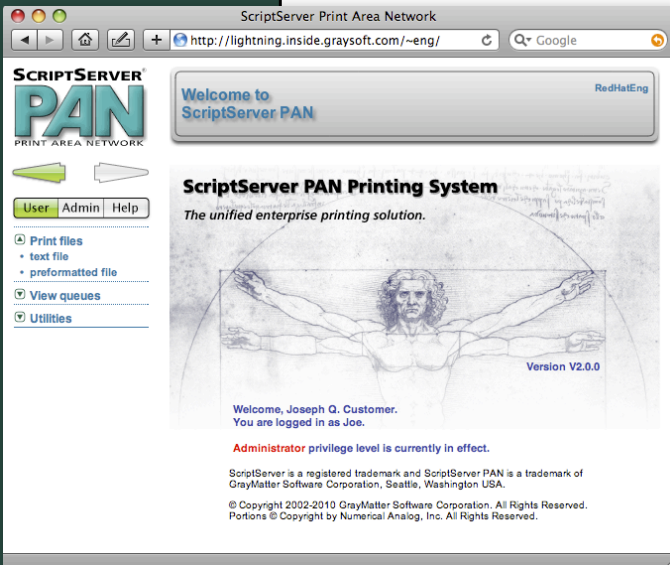 ScriptServer Print Area Network
http://lightning.inside.graysoft.com/~eng/
Google
SCRIPTSERVER®
PAN
PRINT AREA NETWORK
Welcome to
ScriptServer PAN
RedHatEng
User Admin Help
Print files
• text file
• preformatted file
View queues
Utilities
ScriptServer PAN Printing System
The unified enterprise printing solution.
Version V2.0.0
Welcome, Joseph Q. Customer.
You are logged in as Joe.
Administrator privilege level is currently in effect.
ScriptServer is a registered trademark and ScriptServer PAN is a trademark of
GrayMatter Software Corporation, Seattle, Washington USA.
© Copyright 2002-2010 GrayMatter Software Corporation. All Rights Reserved.
Portions © Copyright by Numerical Analog, Inc. All Rights Reserved.